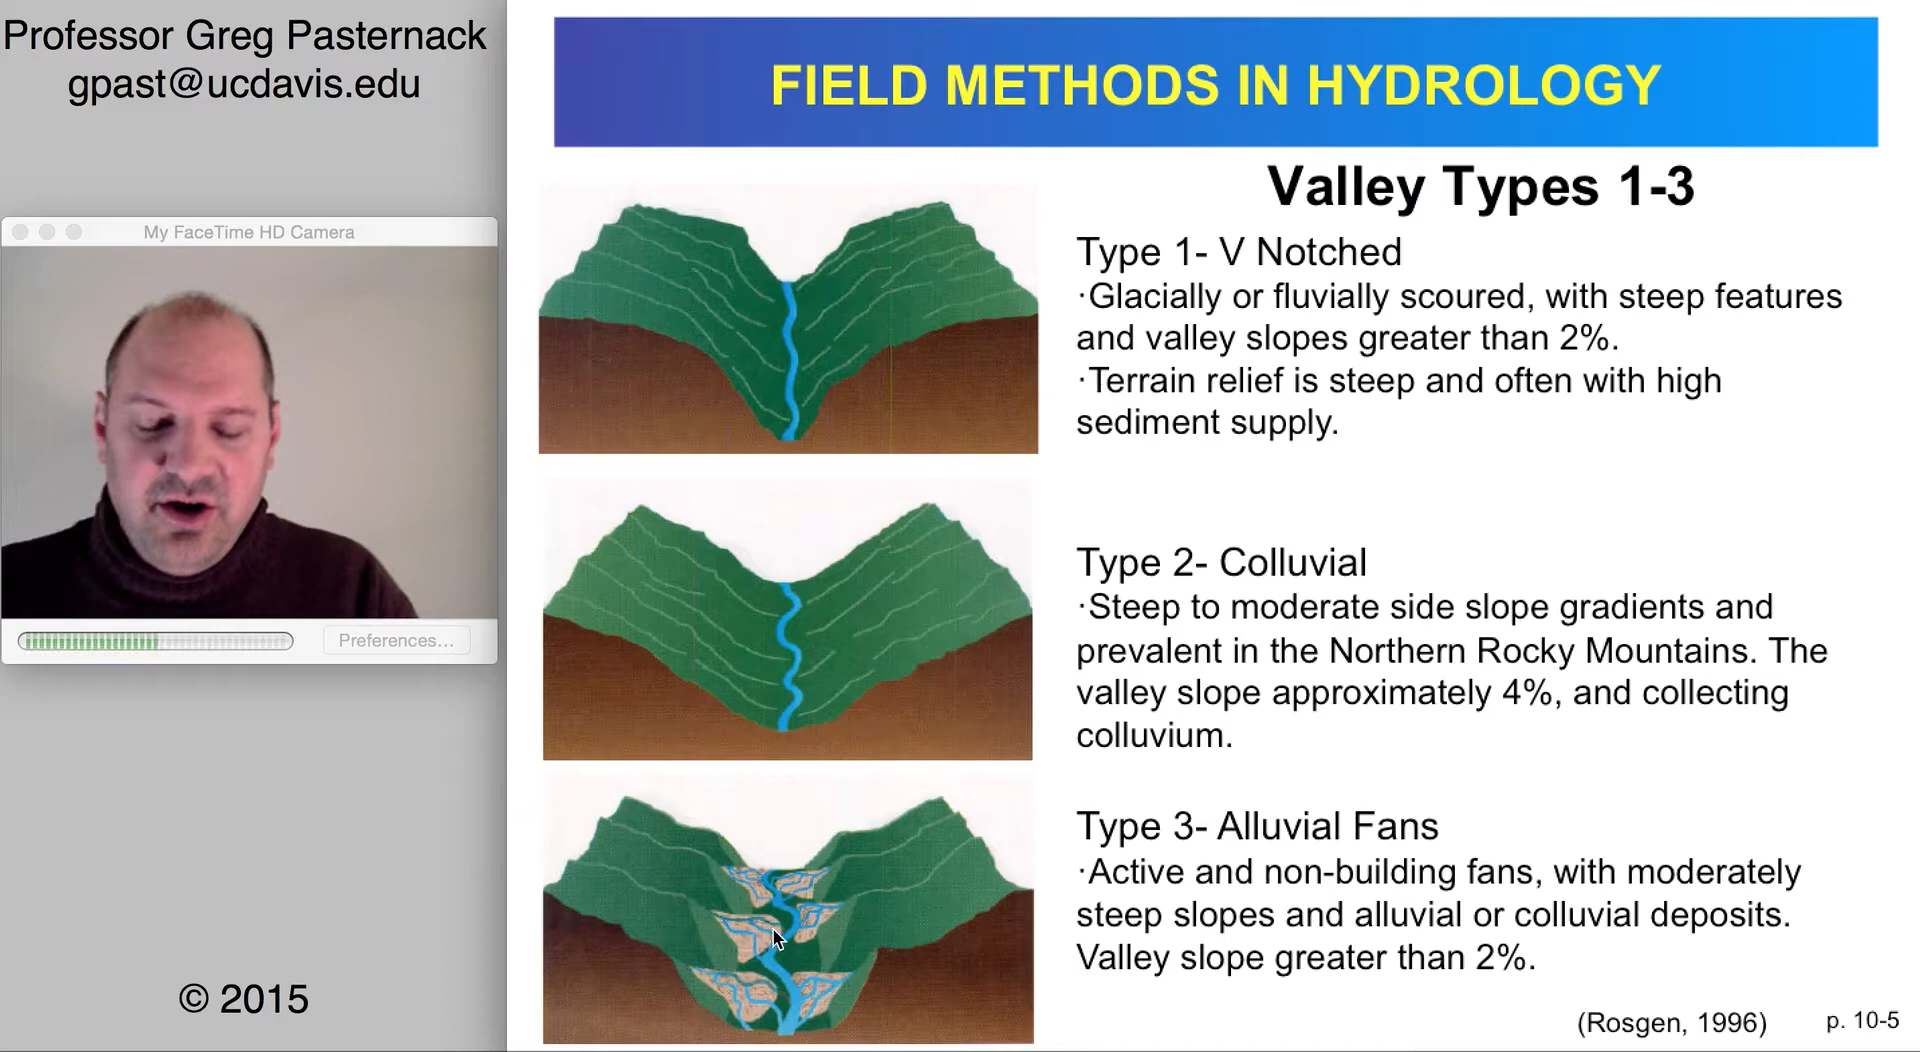 Professor Greg Pasternack
gpast@ucdavis.edu
My FaceTime HD Camera
Preferences...
© 2015
FIELD METHODS IN HYDROLOGY
Valley Types 1-3
Type 1- V Notched
·Glacially or fluvially scoured, with steep features
and valley slopes greater than 2%.
·Terrain relief is steep and often with high
sediment supply.
Type 2- Colluvial
·Steep to moderate side slope gradients and
prevalent in the Northern Rocky Mountains. The
valley slope approximately 4%, and collecting
colluvium.
Type 3- Alluvial Fans
·Active and non-building fans, with moderately
steep slopes and alluvial or colluvial deposits.
Valley slope greater than 2%.
(Rosgen, 1996)
p. 10-5